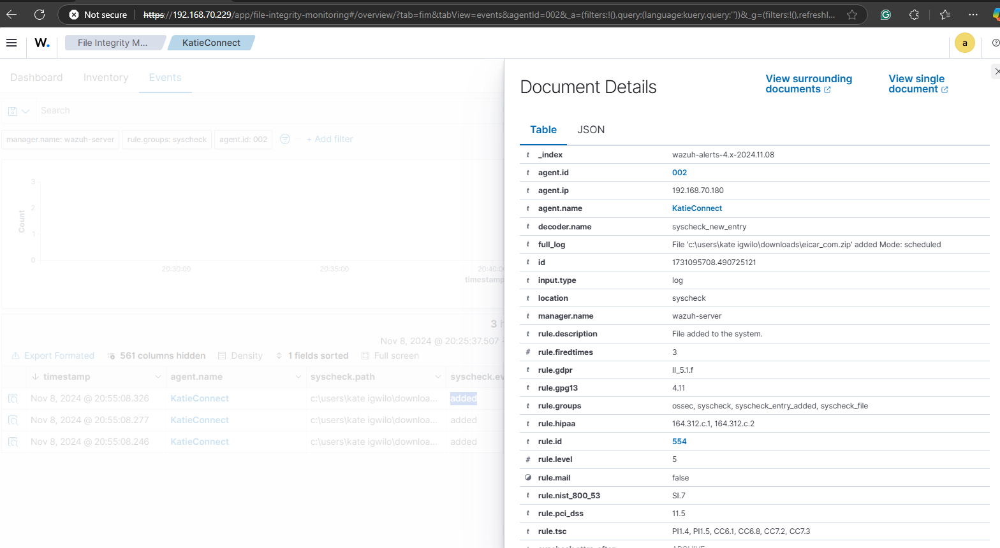 Not secure
https://192.168.70.229/app/file-integrity-monitoring#/overview/?tab=fim&tabView=events&agentId=002&_a=(filters:!(),query:(language:kuery,query:''))&_g=(filters:!(),refreshI...
W.
File Integrity M...
KatieConnect
a
Dashboard
Inventory
Events
Search
manager.name: wazuh-server
rule.groups: syscheck
agent.id: 002
+ Add filter
Count
3
2
1
0
20:30:00
20:35:00
20:40:00
timestamp
3 h
Nov 8, 2024 @ 20:25:37.507 -
Export Formated
561 columns hidden
Density
1 fields sorted
Full screen
timestamp agent.name syscheck.path syscheck.ev
Nov 8, 2024 @ 20:55:08.326 KatieConnect c:\users\kate igwilo\downloa... added
Nov 8, 2024 @ 20:55:08.277 KatieConnect c:\users\kate igwilo\downloa... added
Nov 8, 2024 @ 20:55:08.246 KatieConnect c:\users\kate igwilo\downloa... added
Document Details
View surrounding
documents
View single
document
Table
JSON
t _index wazuh-alerts-4.x-2024.11.08
t agent.id 002
t agent.ip 192.168.70.180
t agent.name KatieConnect
t decoder.name syscheck_new_entry
t full_log File 'c:\users\kate igwilo\downloads\eicar_com.zip' added Mode: scheduled
t id 1731095708.490725121
t input.type log
t location syscheck
t manager.name wazuh-server
t rule.description File added to the system.
# rule.firedtimes 3
t rule.gdpr II_5.1.f
t rule.gpg13 4.11
t rule.groups ossec, syscheck, syscheck_entry_added, syscheck_file
t rule.hipaa 164.312.c.1, 164.312.c.2
t rule.id 554
# rule.level 5
rule.mail false
t rule.nist_800_53 SI.7
t rule.pci_dss 11.5
t rule.tsc PI1.4, PI1.5, CC6.1, CC6.8, CC7.2, CC7.3